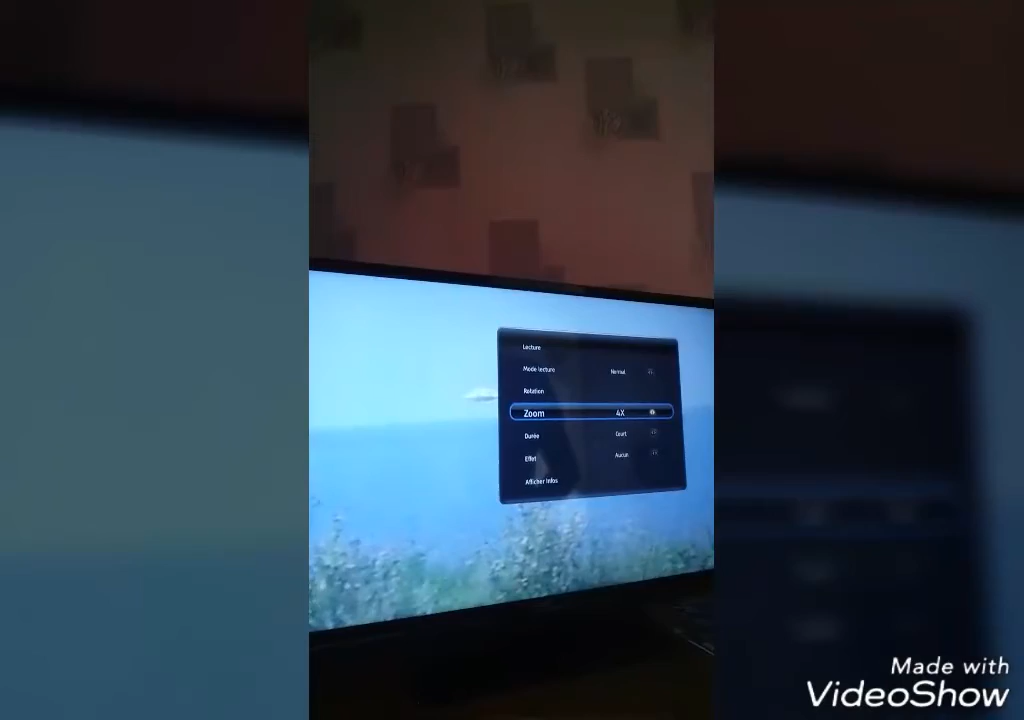 Lecture
Mode lecture Normal
Rotation
Zoom 4X
Durée Court
Effet Aucun
Afficher Infos
Made with
VideoShow